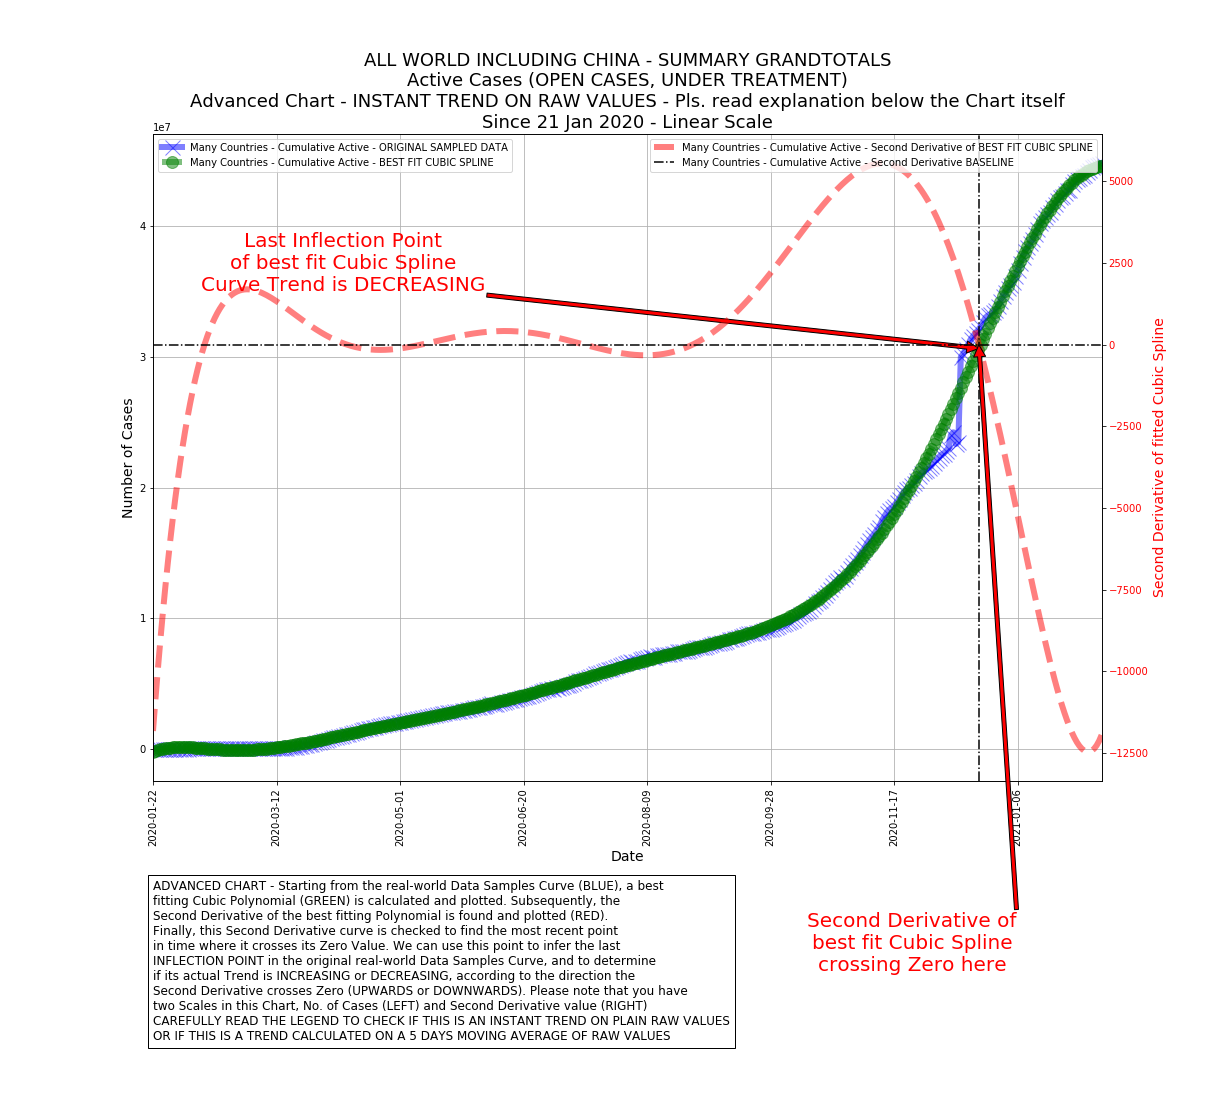 ALL WORLD INCLUDING CHINA - SUMMARY GRANDTOTALS
Active Cases (OPEN CASES, UNDER TREATMENT)
Advanced Chart - INSTANT TREND ON RAW VALUES - Pls. read explanation below the Chart itself
Since 21 Jan 2020 - Linear Scale
1e7
Many Countries - Cumulative Active - ORIGINAL SAMPLED DATA
Many Countries - Cumulative Active - BEST FIT CUBIC SPLINE
Many Countries - Cumulative Active - Second Derivative of BEST FIT CUBIC SPLINE
Many Countries - Cumulative Active - Second Derivative BASELINE
Last Inflection Point
of best fit Cubic Spline
Curve Trend is DECREASING
4
3
2
1
0
Number of Cases
5000
2500
0
−2500
−5000
−7500
−10000
−12500
Second Derivative of fitted Cubic Spline
2020-01-22
2020-03-12
2020-05-01
2020-06-20
2020-08-09
2020-09-28
2020-11-17
2021-01-06
Date
ADVANCED CHART - Starting from the real-world Data Samples Curve (BLUE), a best
fitting Cubic Polynomial (GREEN) is calculated and plotted. Subsequently, the
Second Derivative of the best fitting Polynomial is found and plotted (RED).
Finally, this Second Derivative curve is checked to find the most recent point
in time where it crosses its Zero Value. We can use this point to infer the last
INFLECTION POINT in the original real-world Data Samples Curve, and to determine
if its actual Trend is INCREASING or DECREASING, according to the direction the
Second Derivative crosses Zero (UPWARDS or DOWNWARDS). Please note that you have
two Scales in this Chart, No. of Cases (LEFT) and Second Derivative value (RIGHT)
CAREFULLY READ THE LEGEND TO CHECK IF THIS IS AN INSTANT TREND ON PLAIN RAW VALUES
OR IF THIS IS A TREND CALCULATED ON A 5 DAYS MOVING AVERAGE OF RAW VALUES
Second Derivative of
best fit Cubic Spline
crossing Zero here